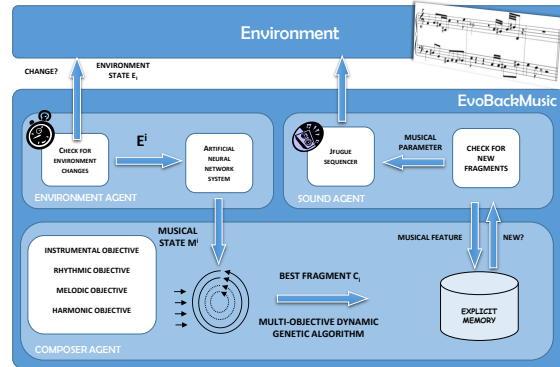 Environment
CHANGE?
ENVIRONMENT
STATE Ei
EvoBackMusic
CHECK FOR
ENVIRONMENT
CHANGES
Ei
ARTIFICIAL
NEURAL
NETWORK
SYSTEM
ENVIRONMENT AGENT
JFUGUE
SEQUENCER
MUSICAL
PARAMETER
CHECK FOR
NEW
FRAGMENTS
SOUND AGENT
MUSICAL
STATE Mi
MUSICAL FEATURE
NEW?
INSTRUMENTAL OBJECTIVE
RHYTHMIC OBJECTIVE
MELODIC OBJECTIVE
HARMONIC OBJECTIVE
BEST FRAGMENT Ci
MULTI-OBJECTIVE DYNAMIC
GENETIC ALGORITHM
EXPLICIT
MEMORY
COMPOSER AGENT